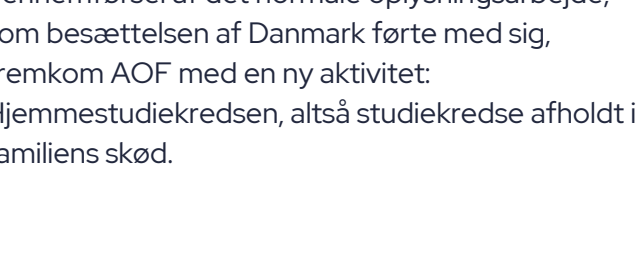 gennemførsel af det normale oplysningsarbejde,
om besættelsen af Danmark førte med sig,
remkom AOF med en ny aktivitet:
Hjemmestudiekredsen, altså studiekredse afholdt i
amiliens skød.